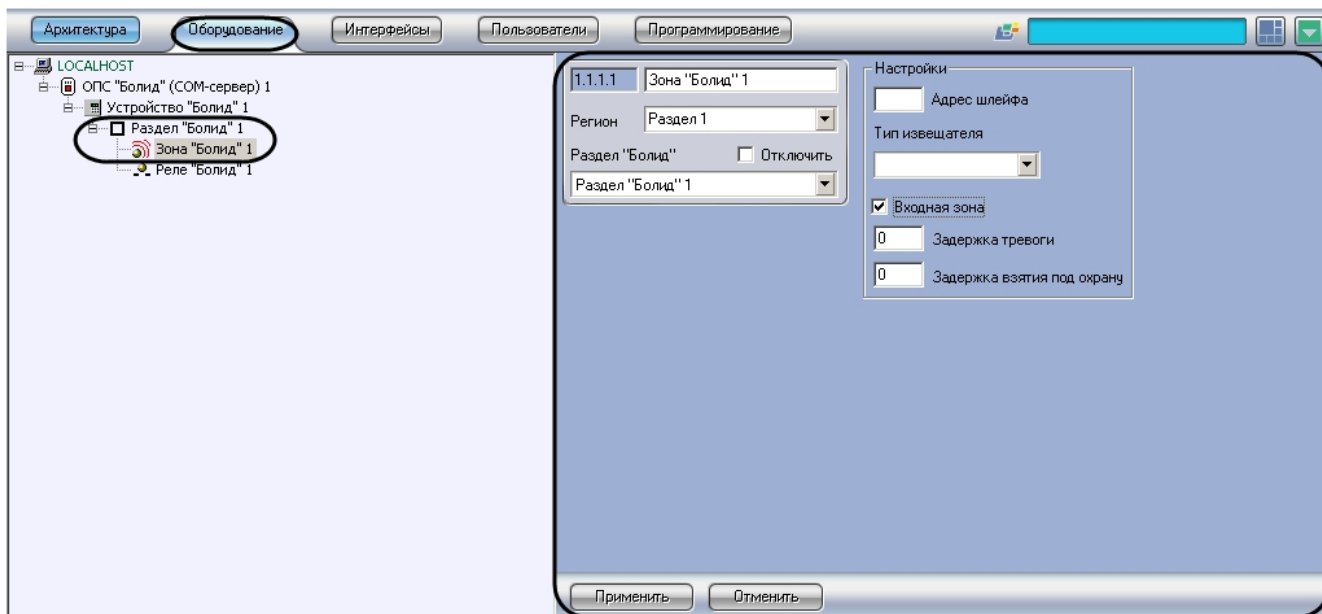 Архитектура Оборудование Интерфейсы Пользователи Программирование
LOCALHOST
ОПС "Болид" (COM-сервер) 1
Устройство "Болид" 1
Раздел "Болид" 1
Зона "Болид" 1
Реле "Болид" 1
1.1.1.1 Зона "Болид" 1
Регион Раздел 1
Раздел "Болид" Отключить
Раздел "Болид" 1
Настройки
Адрес шлейфа
Тип извещателя
Входная зона
0 Задержка тревоги
0 Задержка взятия под охрану
Применить Отменить